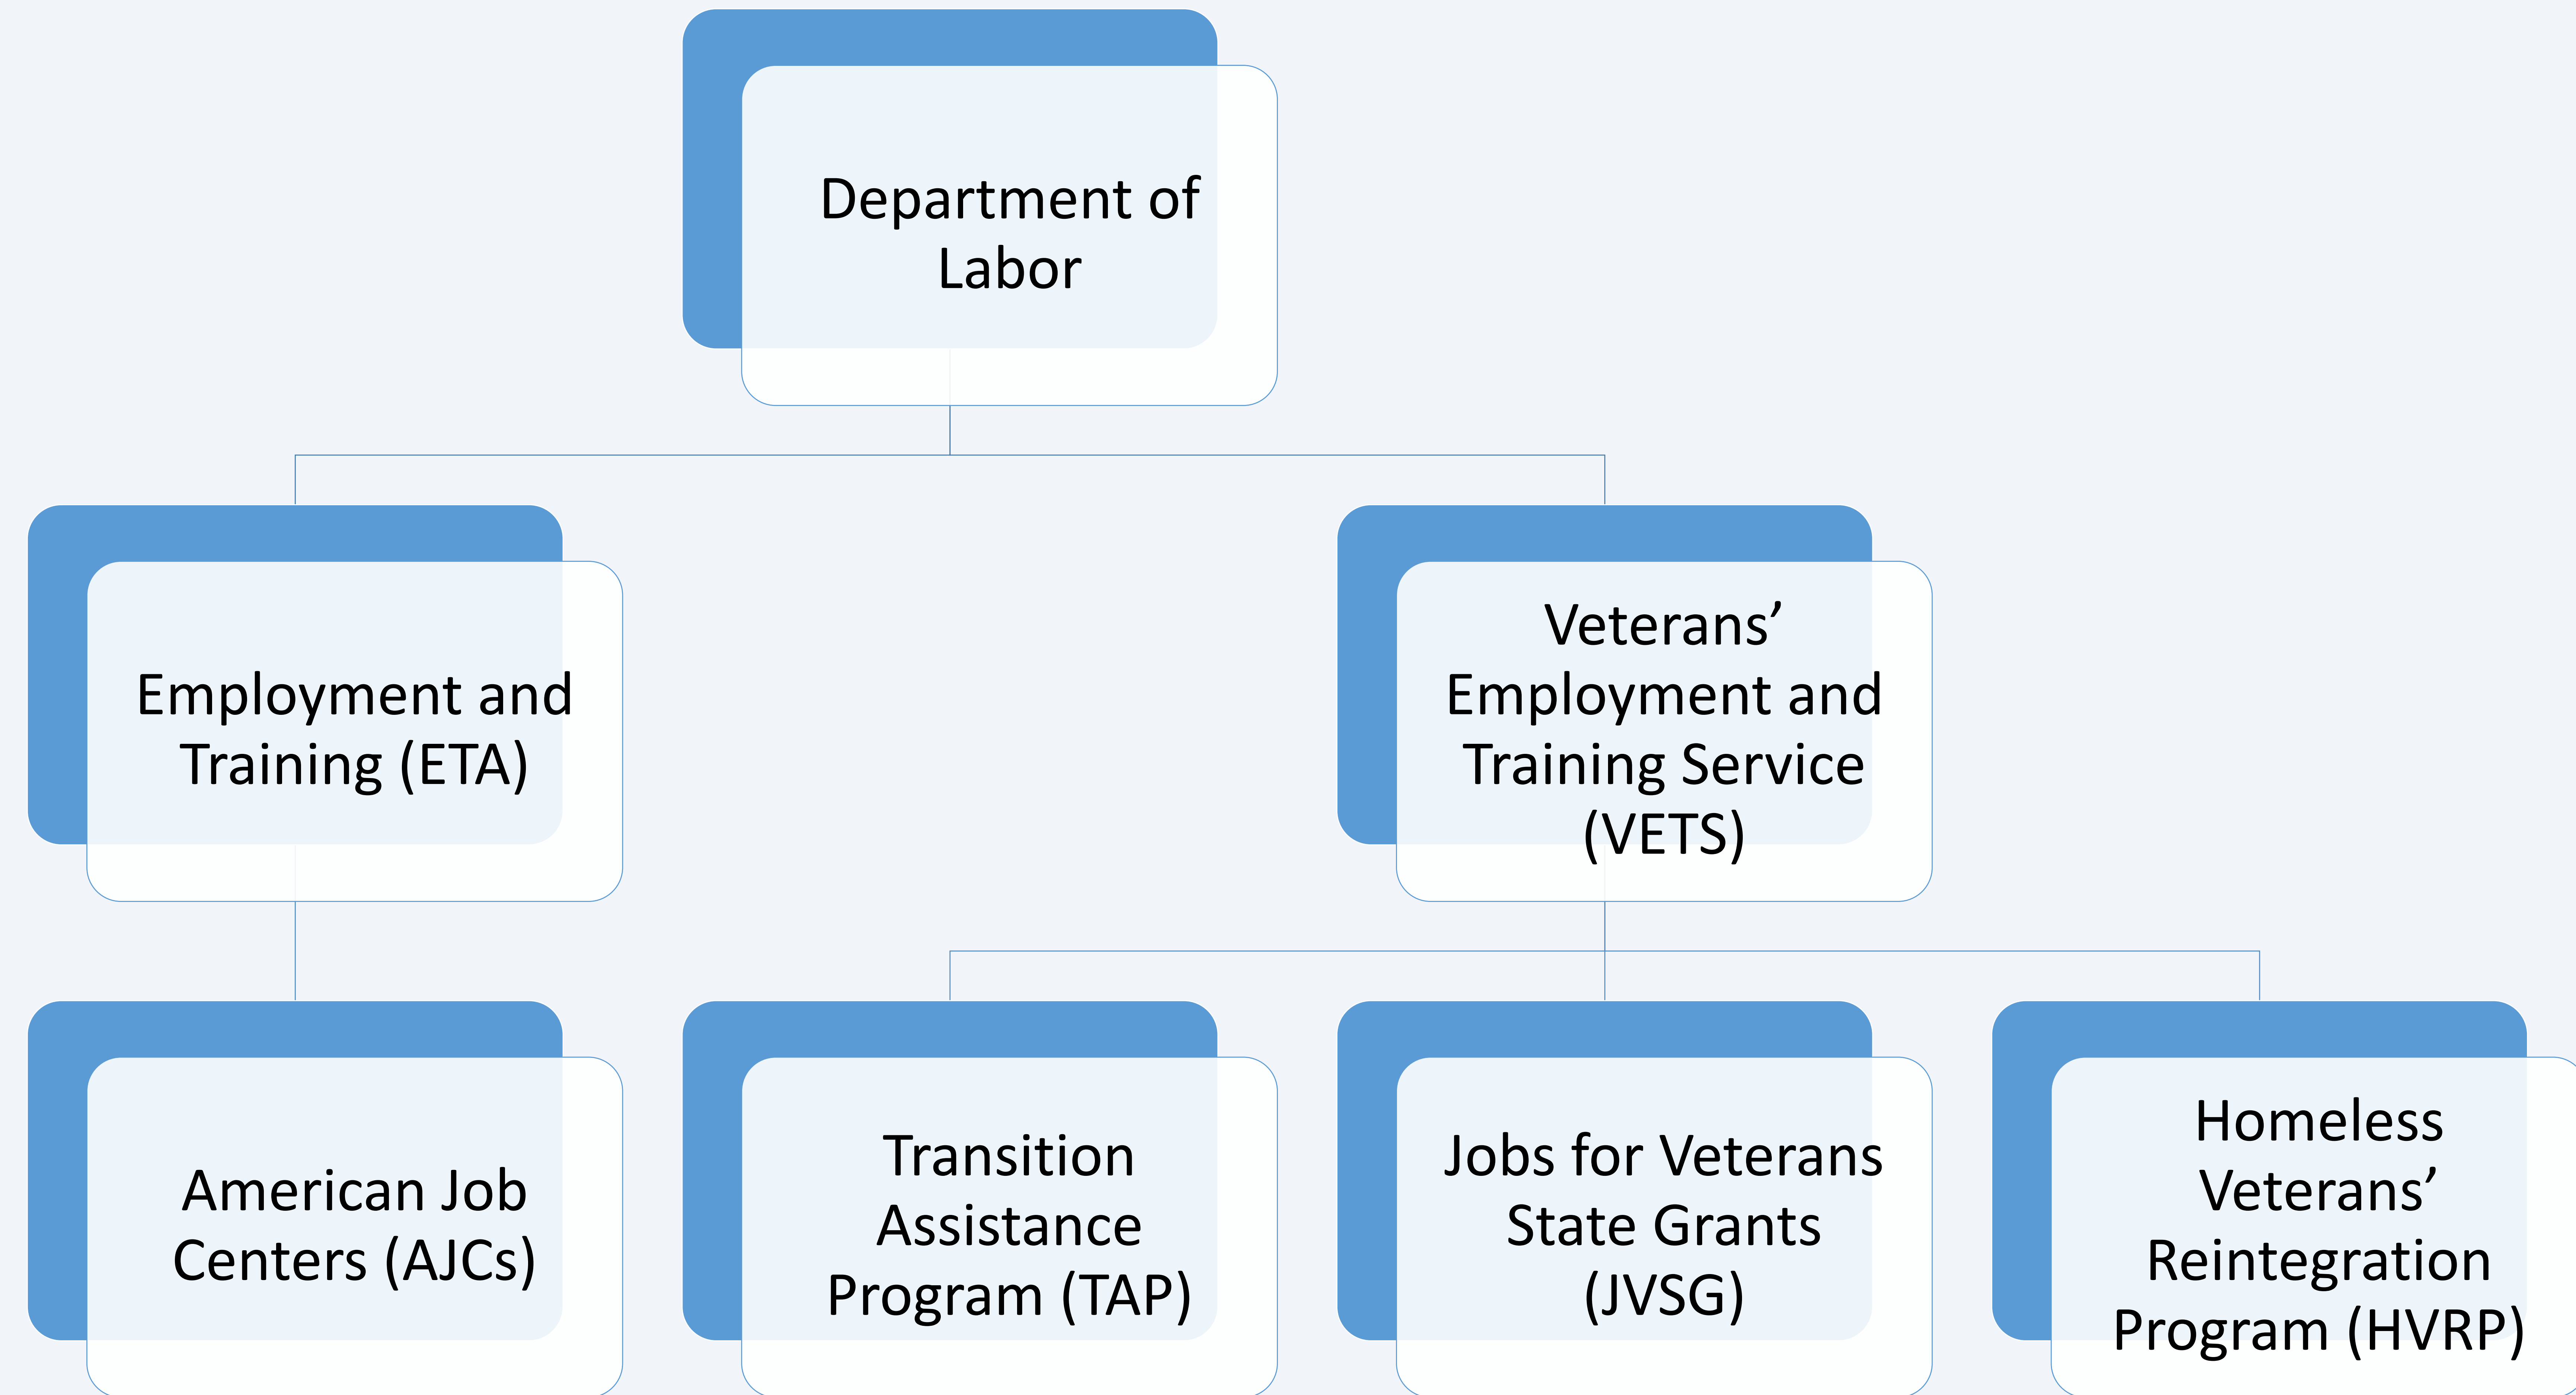 Department of
Labor
Employment and
Training (ETA)
Veterans’
Employment and
Training Service
(VETS)
American Job
Centers (AJCs)
Transition
Assistance
Program (TAP)
Jobs for Veterans
State Grants
(JVSG)
Homeless
Veterans’
Reintegration
Program (HVRP)